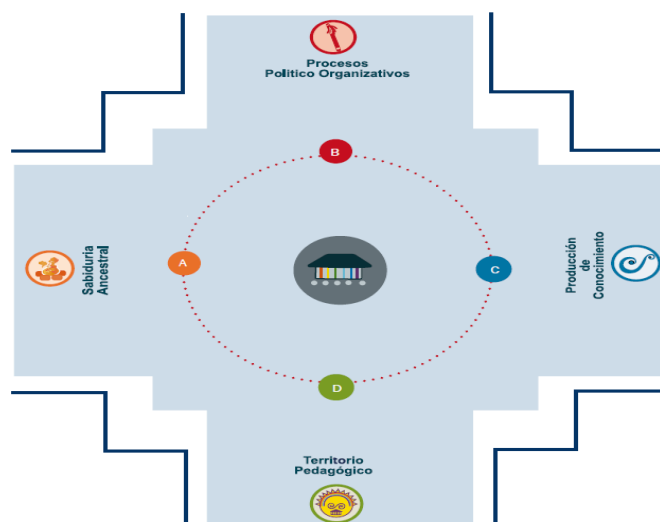 Procesos
Político Organizativos
B
Sabiduría
Ancestral
A
C
Producción
de
Conocimiento
D
Territorio
Pedagógico